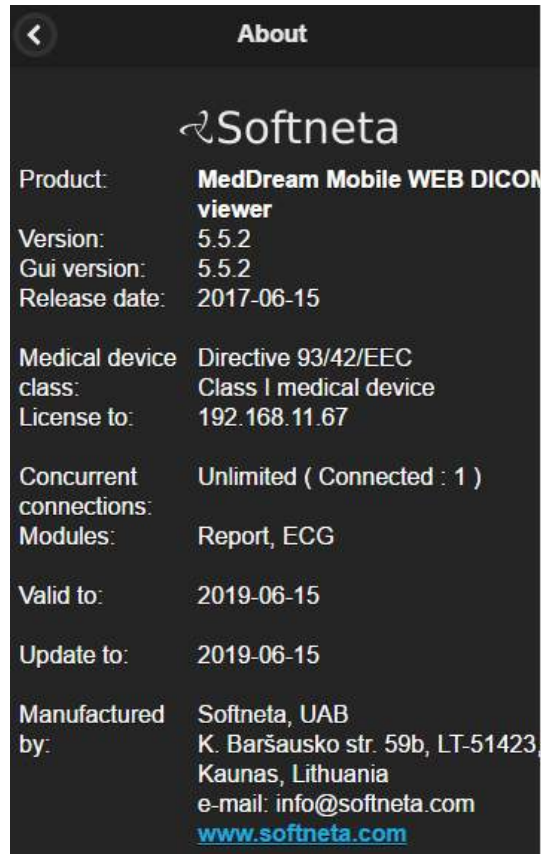 About
Softneta
Product: MedDream Mobile WEB DICOM
viewer
Version: 5.5.2
Gui version: 5.5.2
Release date: 2017-06-15
Medical device Directive 93/42/EEC
class: Class I medical device
License to: 192.168.11.67
Concurrent Unlimited ( Connected : 1 )
connections:
Modules: Report, ECG
Valid to: 2019-06-15
Update to: 2019-06-15
Manufactured Softneta, UAB
by: K. Baršausko str. 59b, LT-51423,
Kaunas, Lithuania
e-mail: info@softneta.com
www.softneta.com